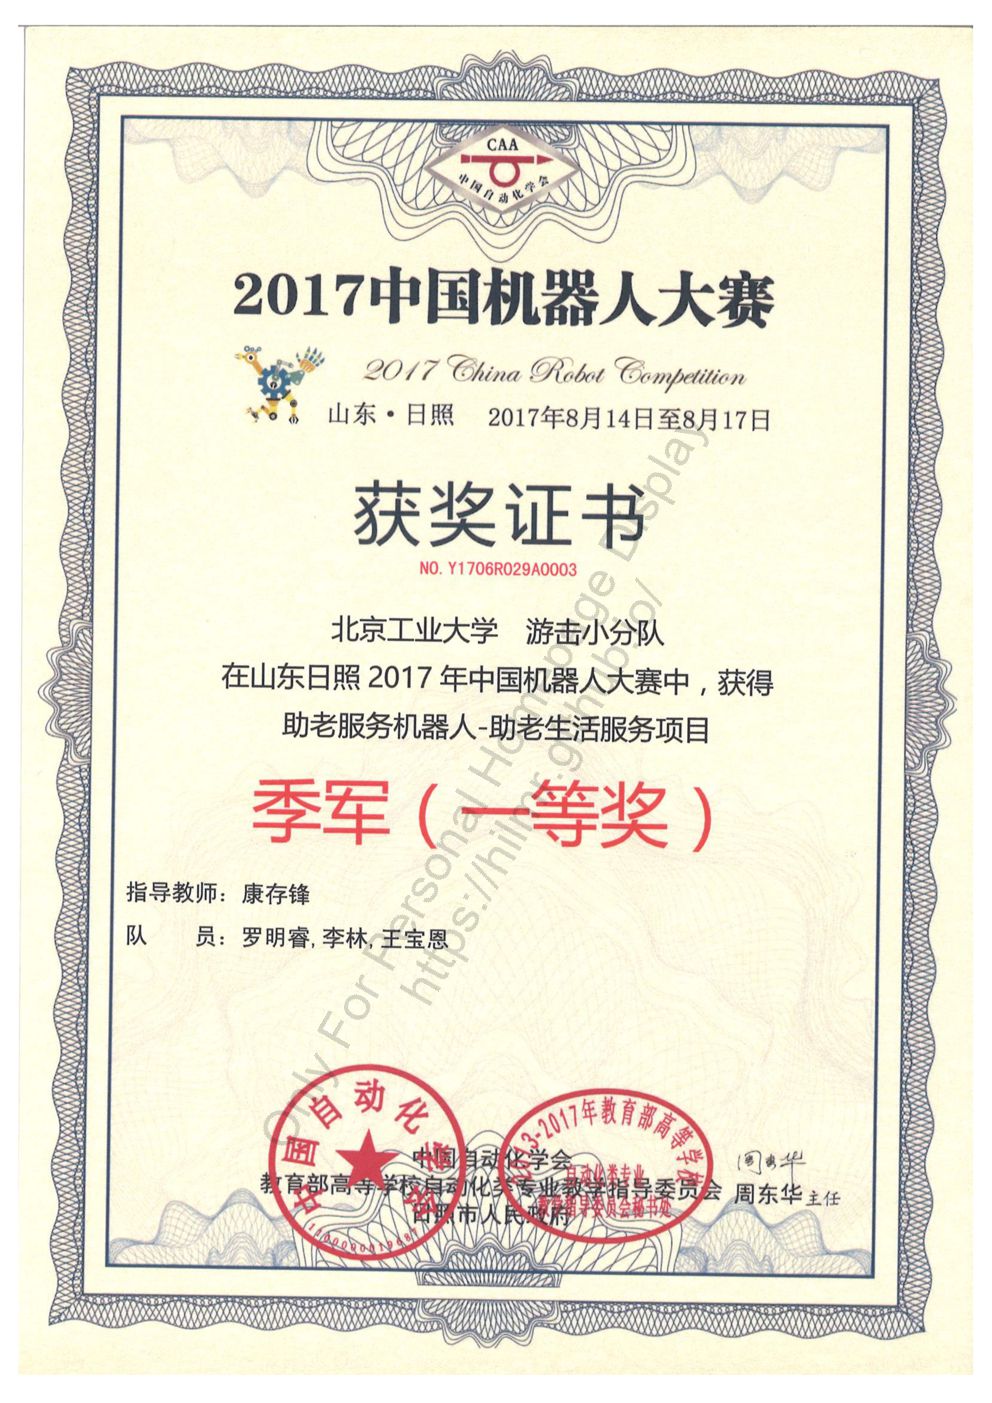 CAA
中国自动化学会
2017中国机器人大赛
2017 China Robot Competition
山东·日照 2017年8月14日至8月17日
获奖证书
NO. Y1706R029A0003
北京工业大学 游击小分队
在山东日照 2017 年中国机器人大赛中，获得
助老服务机器人-助老生活服务项目
季军（一等奖）
指导教师：康存锋
队 员：罗明睿,李林,王宝恩
中国自动化学会
教育部高等学校自动化类专业教学指导委员会 周东华主任
日照市人民政府
中国自动化学会
2013-2017年教育部高等学校
自动化类专业
教学指导委员会秘书处
Only For Personal Homepage Display